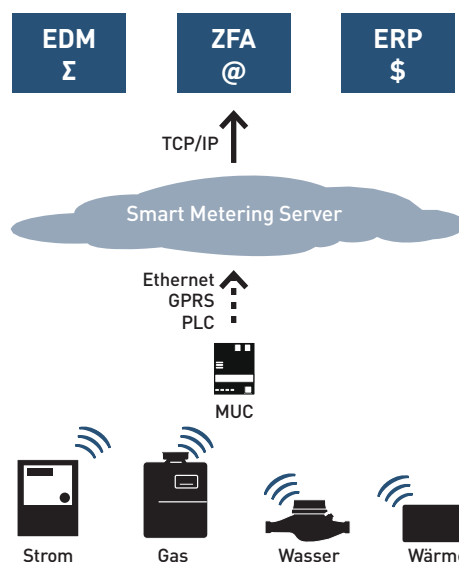 EDM
Σ
ZFA
@
ERP
$
TCP/IP
Smart Metering Server
Ethernet
GPRS
PLC
MUC
Strom
Gas
Wasser
Wärme